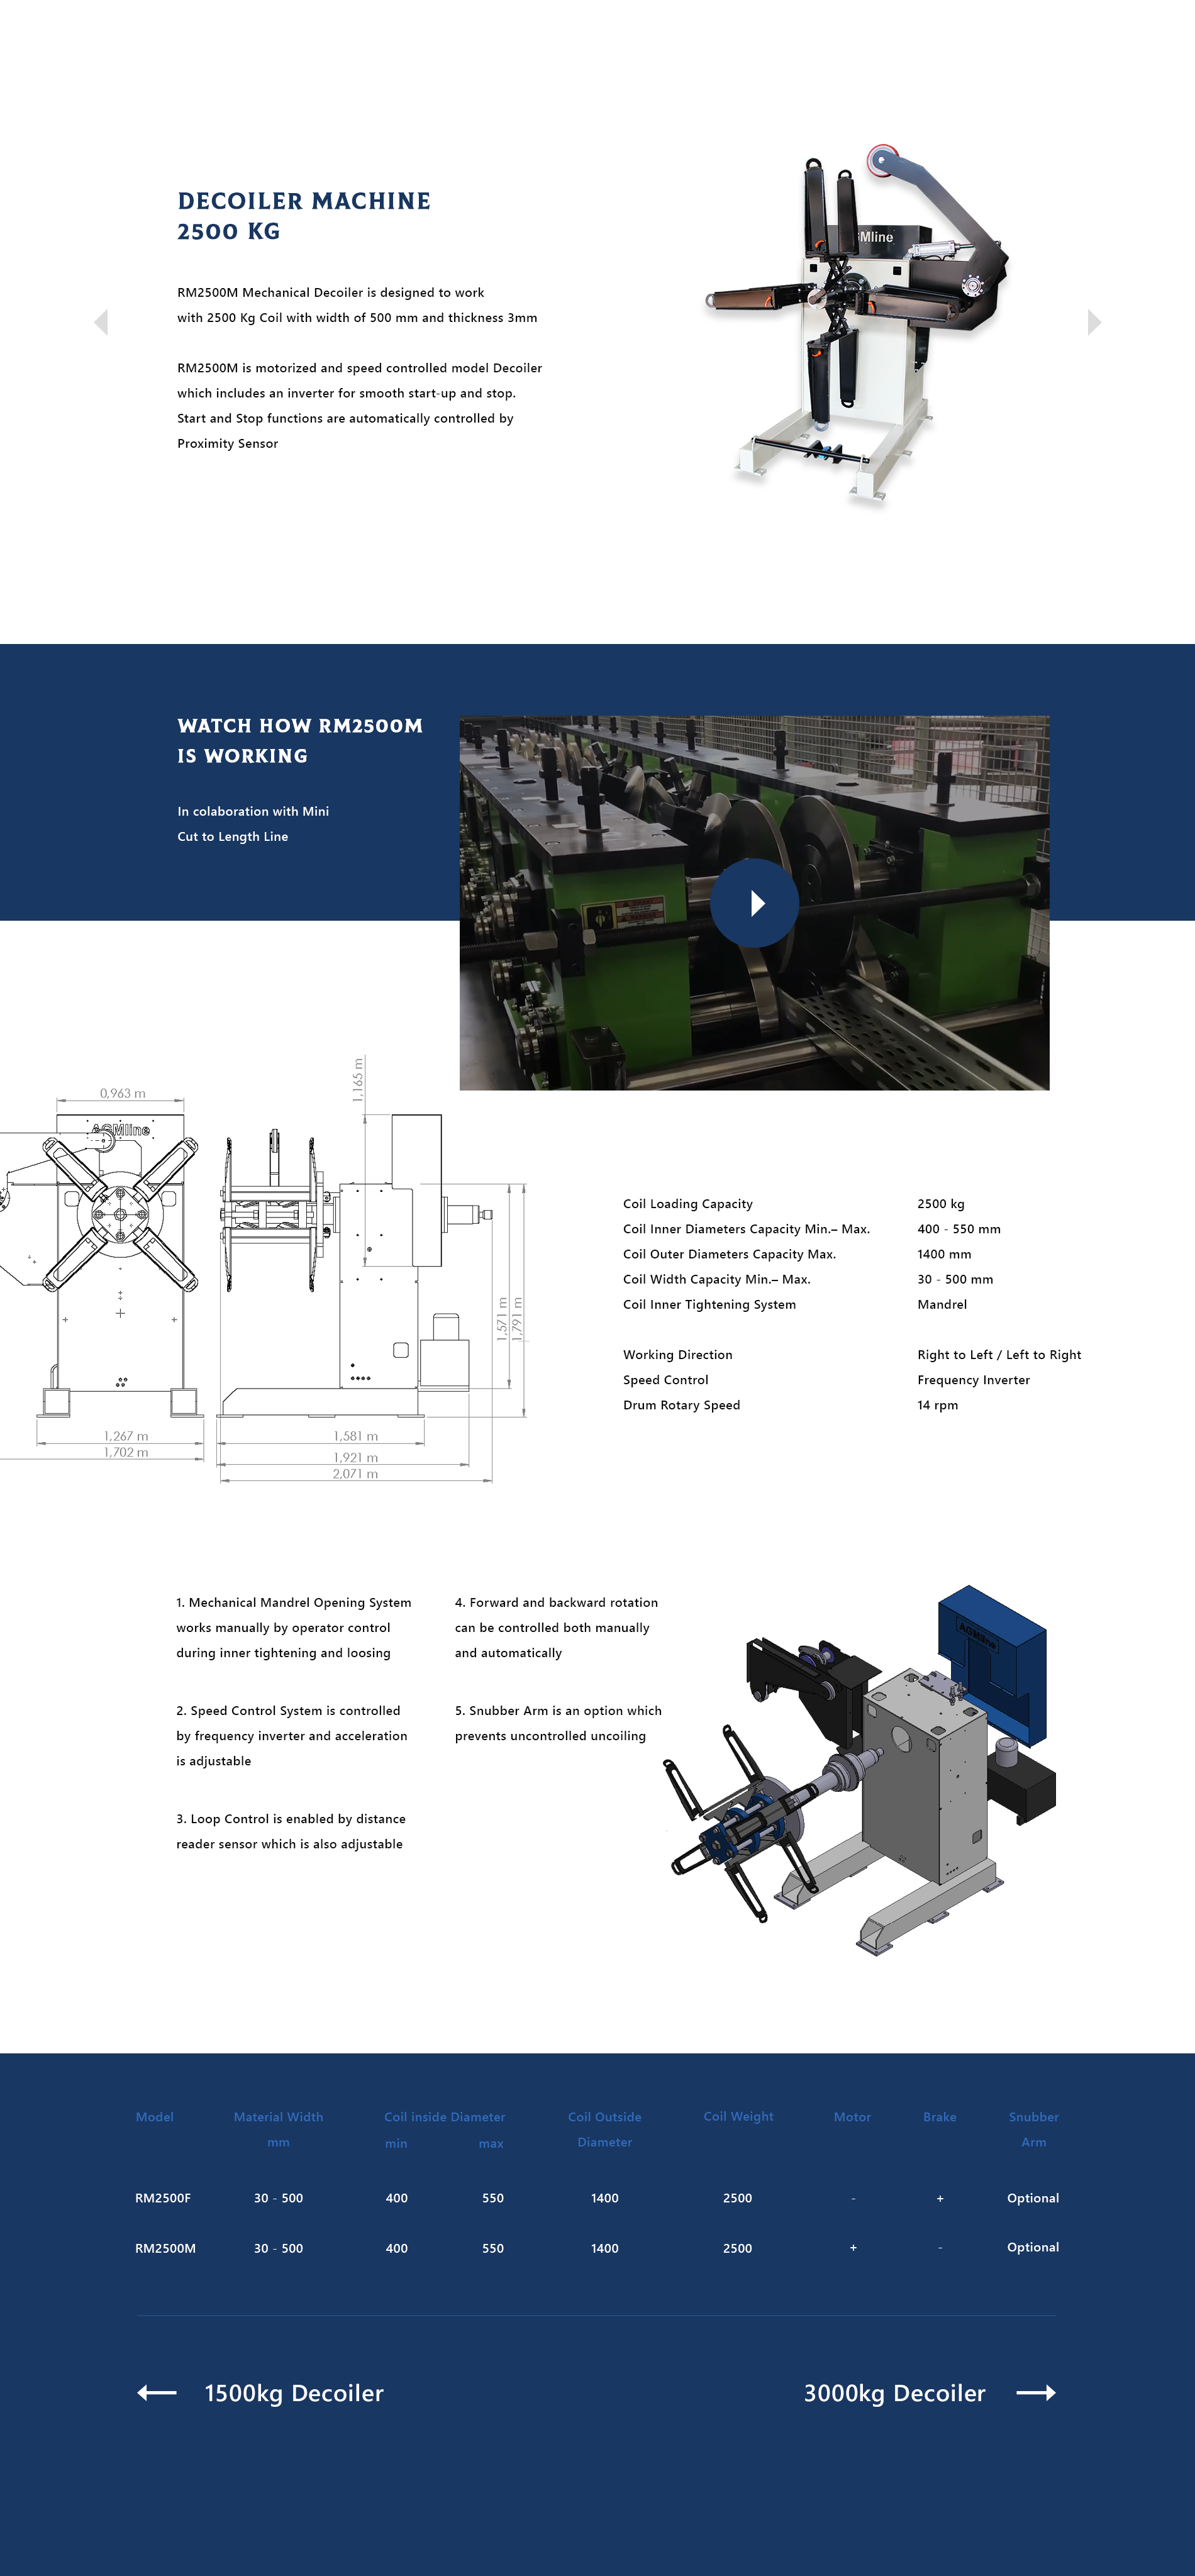 DECOILER MACHINE
2500 KG
RM2500M Mechanical Decoiler is designed to work
with 2500 Kg Coil with width of 500 mm and thickness 3mm
RM2500M is motorized and speed controlled model Decoiler
which includes an inverter for smooth start-up and stop.
Start and Stop functions are automatically controlled by
Proximity Sensor
Mline
WATCH HOW RM2500M
IS WORKING
In colaboration with Mini
Cut to Length Line
0,963 m
1,165 m
AGMline
1,571 m
1,791 m
1,267 m
1,702 m
1,581 m
1,921 m
2,071 m
Coil Loading Capacity 2500 kg
Coil Inner Diameters Capacity Min.– Max. 400 - 550 mm
Coil Outer Diameters Capacity Max. 1400 mm
Coil Width Capacity Min.– Max. 30 - 500 mm
Coil Inner Tightening System Mandrel
Working Direction Right to Left / Left to Right
Speed Control Frequency Inverter
Drum Rotary Speed 14 rpm
1. Mechanical Mandrel Opening System
works manually by operator control
during inner tightening and loosing
2. Speed Control System is controlled
by frequency inverter and acceleration
is adjustable
3. Loop Control is enabled by distance
reader sensor which is also adjustable
4. Forward and backward rotation
can be controlled both manually
and automatically
5. Snubber Arm is an option which
prevents uncontrolled uncoiling
AGMline
Model Material Width Coil inside Diameter Coil Outside Coil Weight Motor Brake Snubber
mm min max Diameter Arm
RM2500F 30 - 500 400 550 1400 2500 - + Optional
RM2500M 30 - 500 400 550 1400 2500 + - Optional
1500kg Decoiler
3000kg Decoiler